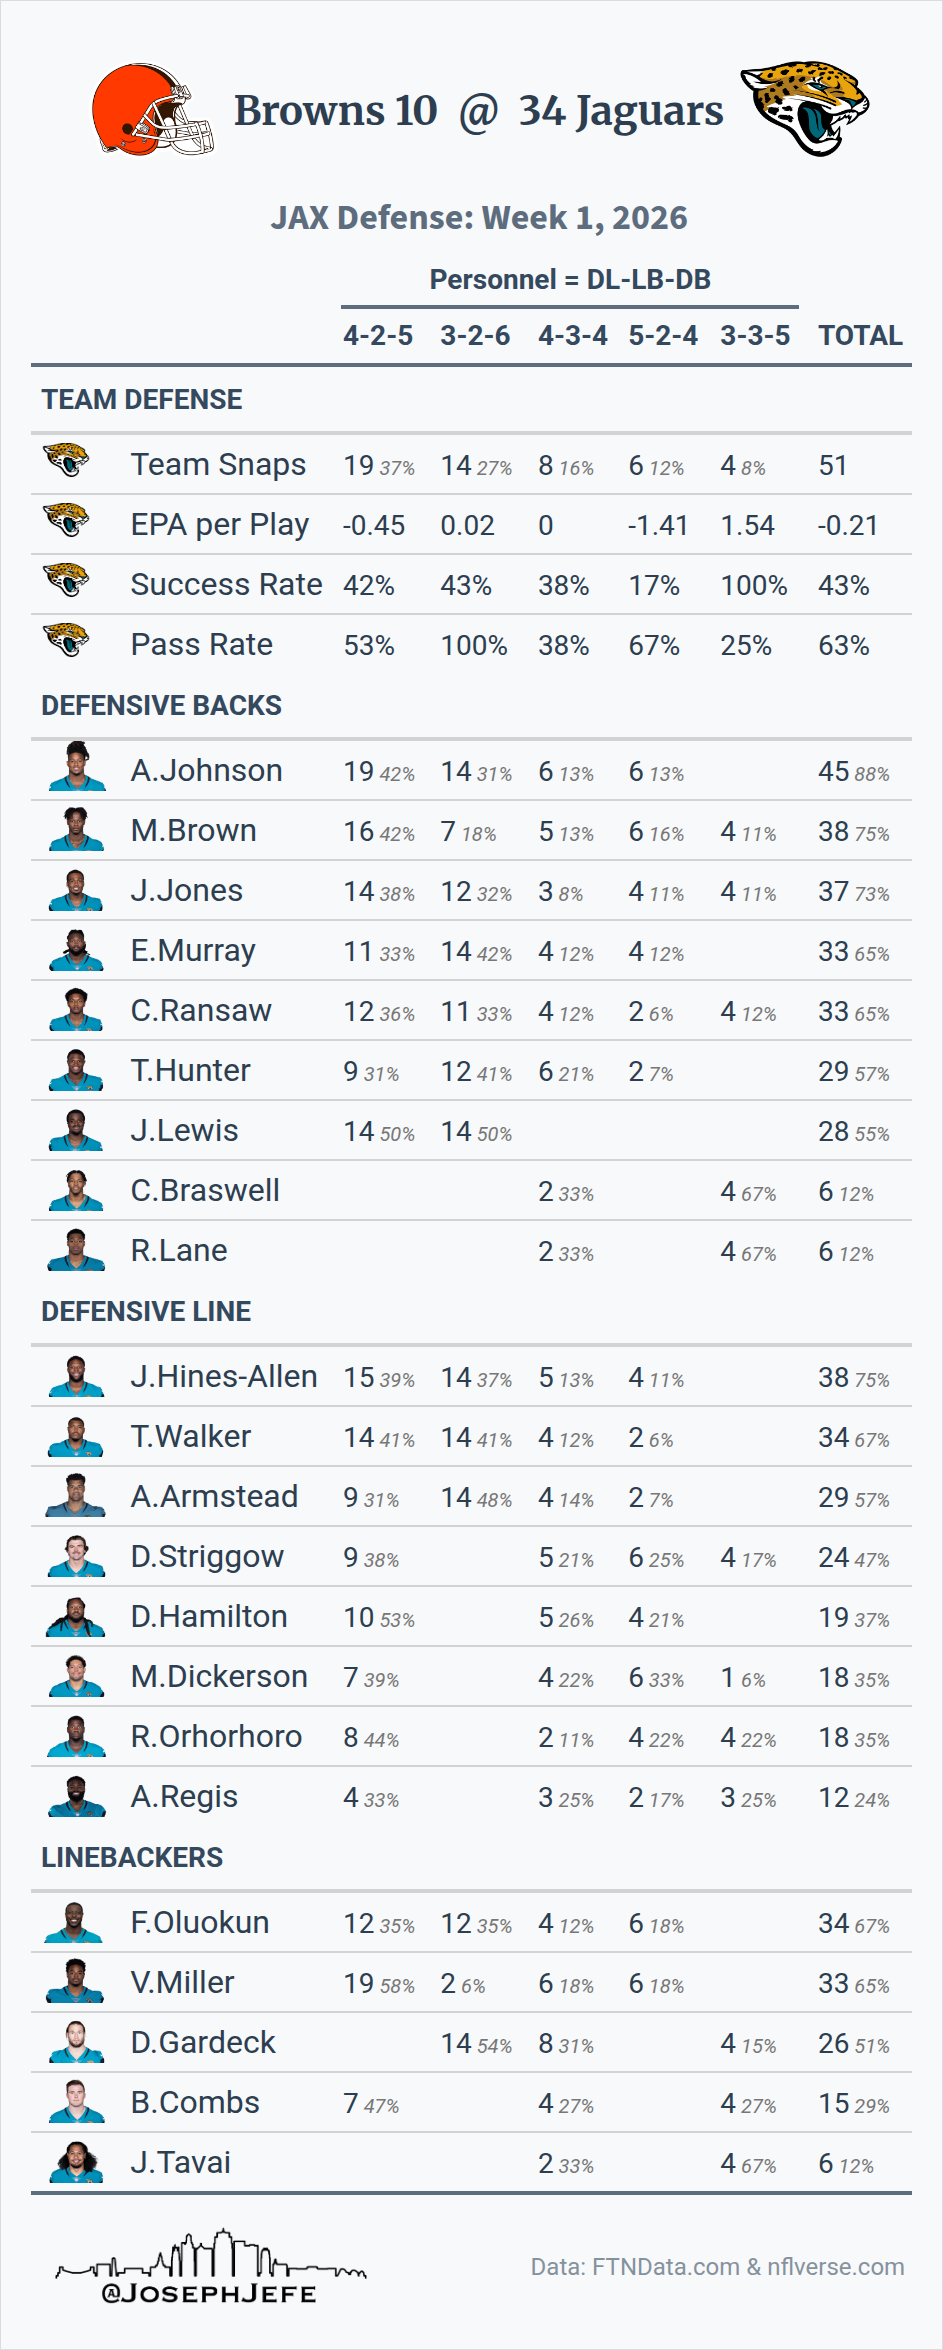 Browns 10 @ 34 Jaguars
JAX Defense: Week 1, 2026
Personnel = DL-LB-DB
4-2-5 3-2-6 4-3-4 5-2-4 3-3-5 TOTAL
TEAM DEFENSE
Team Snaps 19 37% 14 27% 8 16% 6 12% 4 8% 51
EPA per Play -0.45 0.02 0 -1.41 1.54 -0.21
Success Rate 42% 43% 38% 17% 100% 43%
Pass Rate 53% 100% 38% 67% 25% 63%
DEFENSIVE BACKS
A.Johnson 19 42% 14 31% 6 13% 6 13% 45 88%
M.Brown 16 42% 7 18% 5 13% 6 16% 4 11% 38 75%
J.Jones 14 38% 12 32% 3 8% 4 11% 4 11% 37 73%
E.Murray 11 33% 14 42% 4 12% 4 12% 33 65%
C.Ransaw 12 36% 11 33% 4 12% 2 6% 4 12% 33 65%
T.Hunter 9 31% 12 41% 6 21% 2 7% 29 57%
J.Lewis 14 50% 14 50% 28 55%
C.Braswell 2 33% 4 67% 6 12%
R.Lane 2 33% 4 67% 6 12%
DEFENSIVE LINE
J.Hines-Allen 15 39% 14 37% 5 13% 4 11% 38 75%
T.Walker 14 41% 14 41% 4 12% 2 6% 34 67%
A.Armstead 9 31% 14 48% 4 14% 2 7% 29 57%
D.Striggow 9 38% 5 21% 6 25% 4 17% 24 47%
D.Hamilton 10 53% 5 26% 4 21% 19 37%
M.Dickerson 7 39% 4 22% 6 33% 1 6% 18 35%
R.Orhorhoro 8 44% 2 11% 4 22% 4 22% 18 35%
A.Regis 4 33% 3 25% 2 17% 3 25% 12 24%
LINEBACKERS
F.Oluokun 12 35% 12 35% 4 12% 6 18% 34 67%
V.Miller 19 58% 2 6% 6 18% 6 18% 33 65%
D.Gardeck 14 54% 8 31% 4 15% 26 51%
B.Combs 7 47% 4 27% 4 27% 15 29%
J.Tavai 2 33% 4 67% 6 12%
@JOSEPHJEFE
Data: FTNData.com & nflverse.com